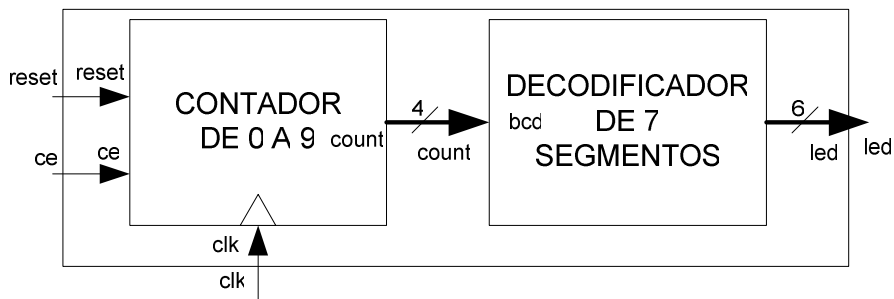 reset
reset
ce
ce
CONTADOR
DE 0 A 9
count
clk
clk
4
count
bcd
DECODIFICADOR
DE 7
SEGMENTOS
6
led
led